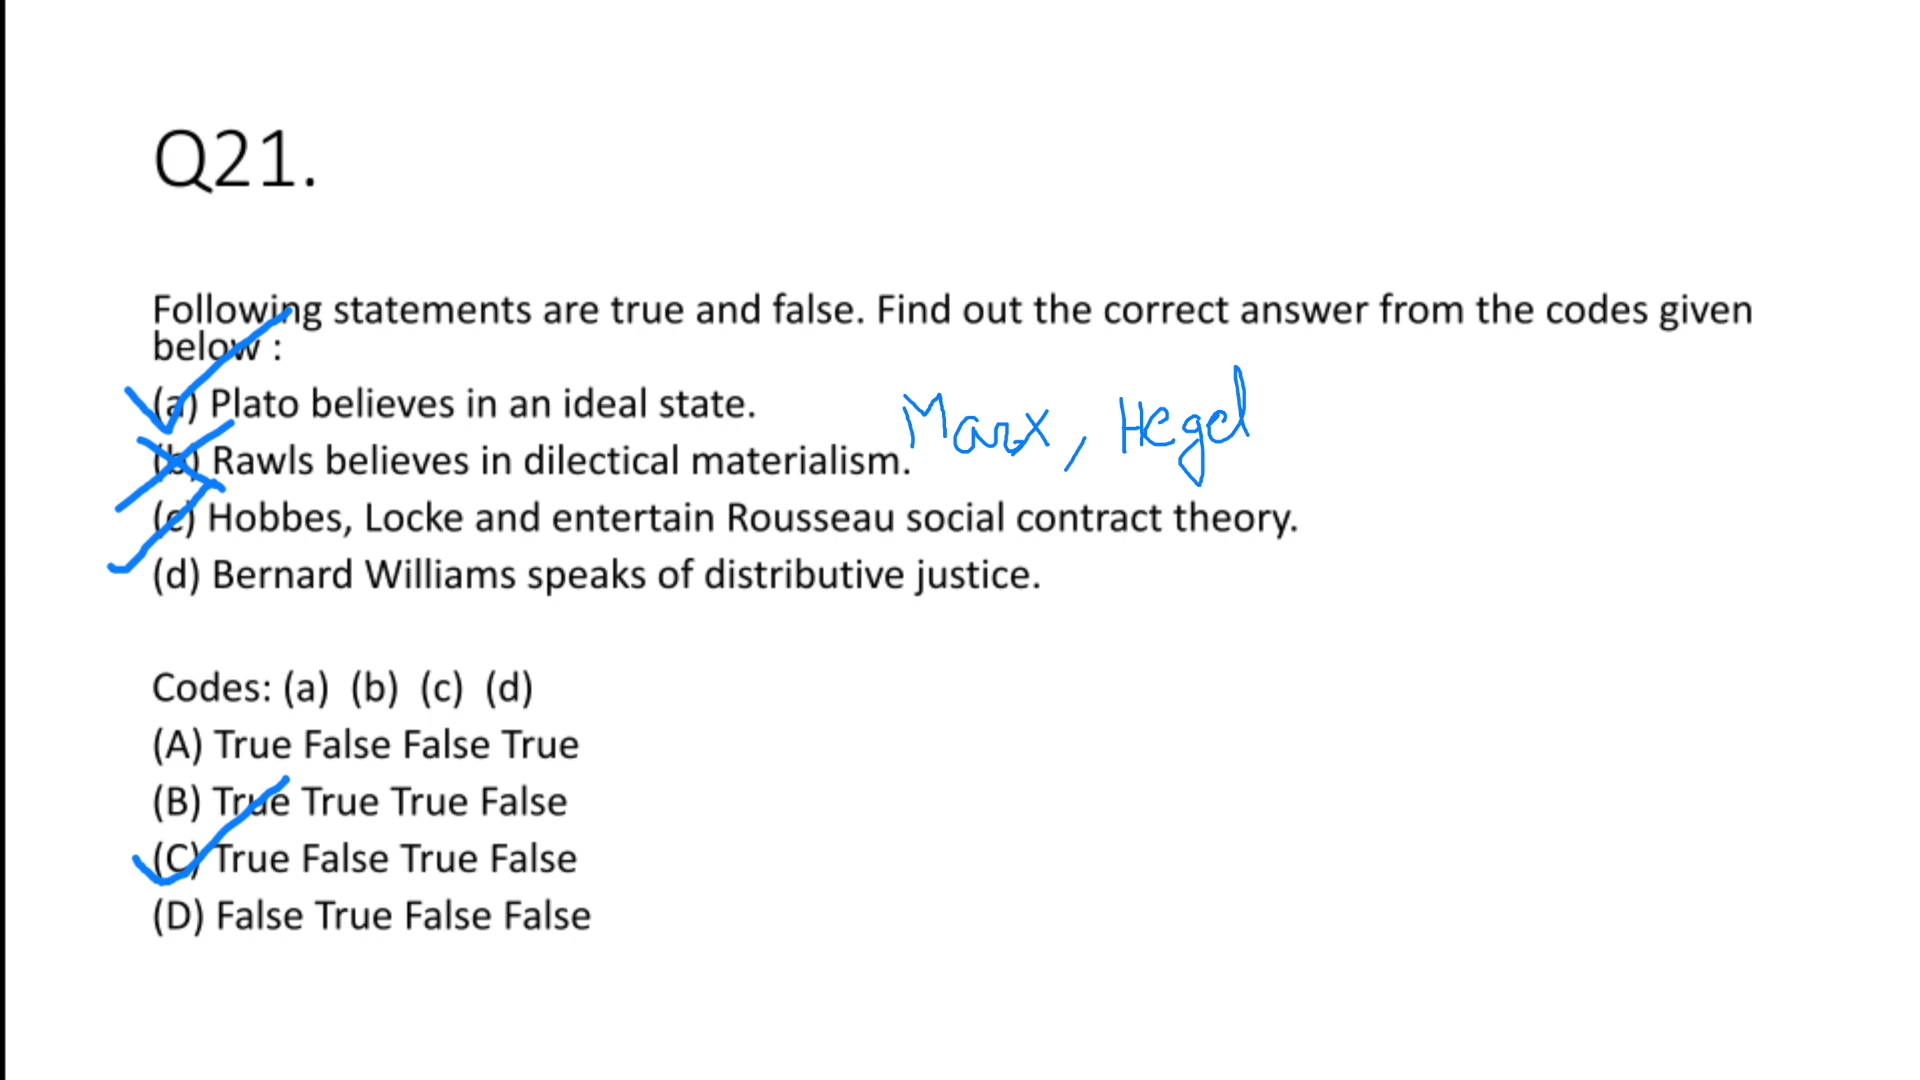 Q21.
Following statements are true and false. Find out the correct answer from the codes given
below :
(a) Plato believes in an ideal state.
Marx, Hegel
(b) Rawls believes in dilectical materialism.
(c) Hobbes, Locke and entertain Rousseau social contract theory.
(d) Bernard Williams speaks of distributive justice.
Codes: (a) (b) (c) (d)
(A) True False False True
(B) True True True False
(C) True False True False
(D) False True False False